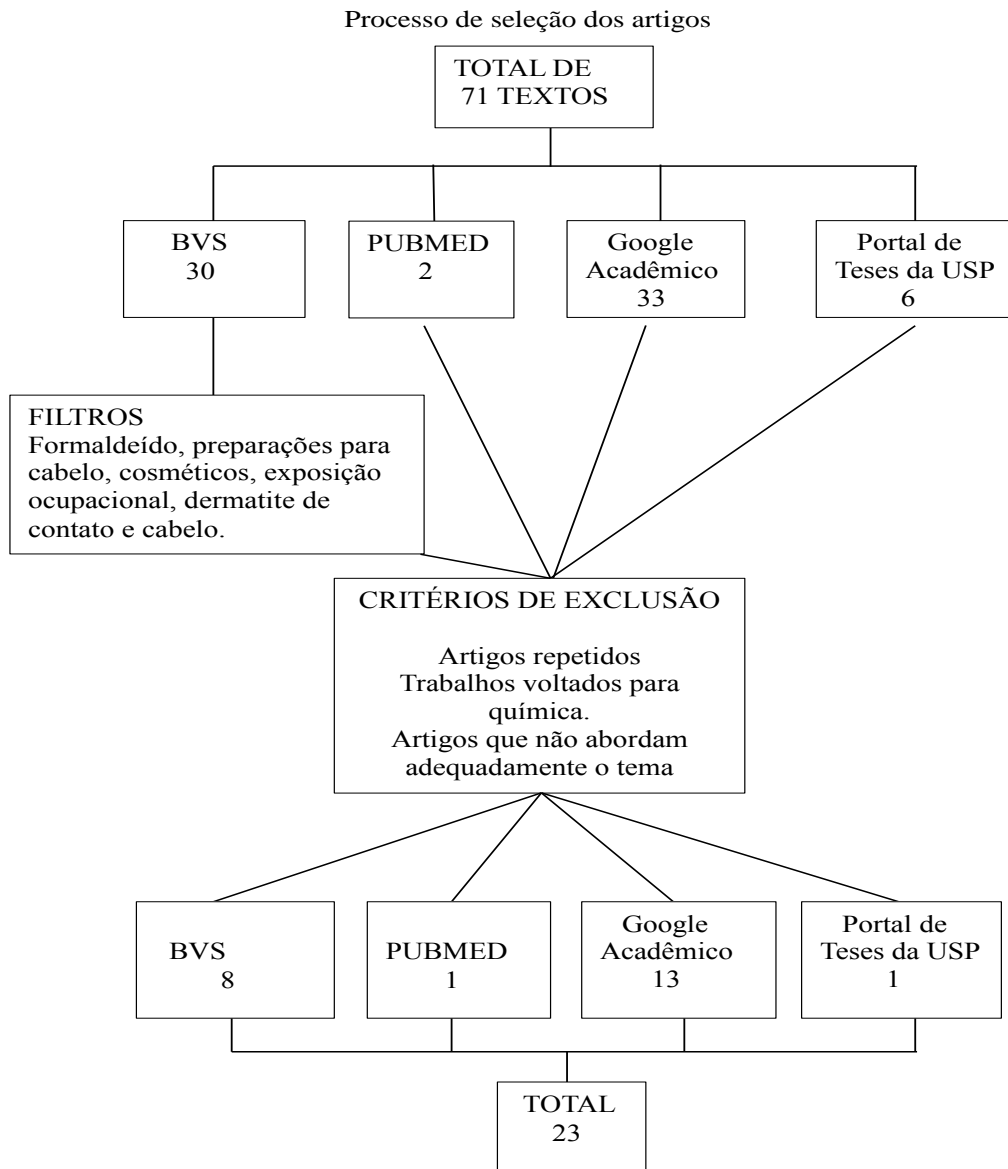 Processo de seleção dos artigos
TOTAL DE
71 TEXTOS
BVS
30
PUBMED
2
Google
Acadêmico
33
Portal de
Teses da USP
6
FILTROS
Formaldeído, preparações para
cabelo, cosméticos, exposição
ocupacional, dermatite de
contato e cabelo.
CRITÉRIOS DE EXCLUSÃO
Artigos repetidos
Trabalhos voltados para
química.
Artigos que não abordam
adequadamente o tema
BVS
8
PUBMED
1
Google
Acadêmico
13
Portal de
Teses da USP
1
TOTAL
23